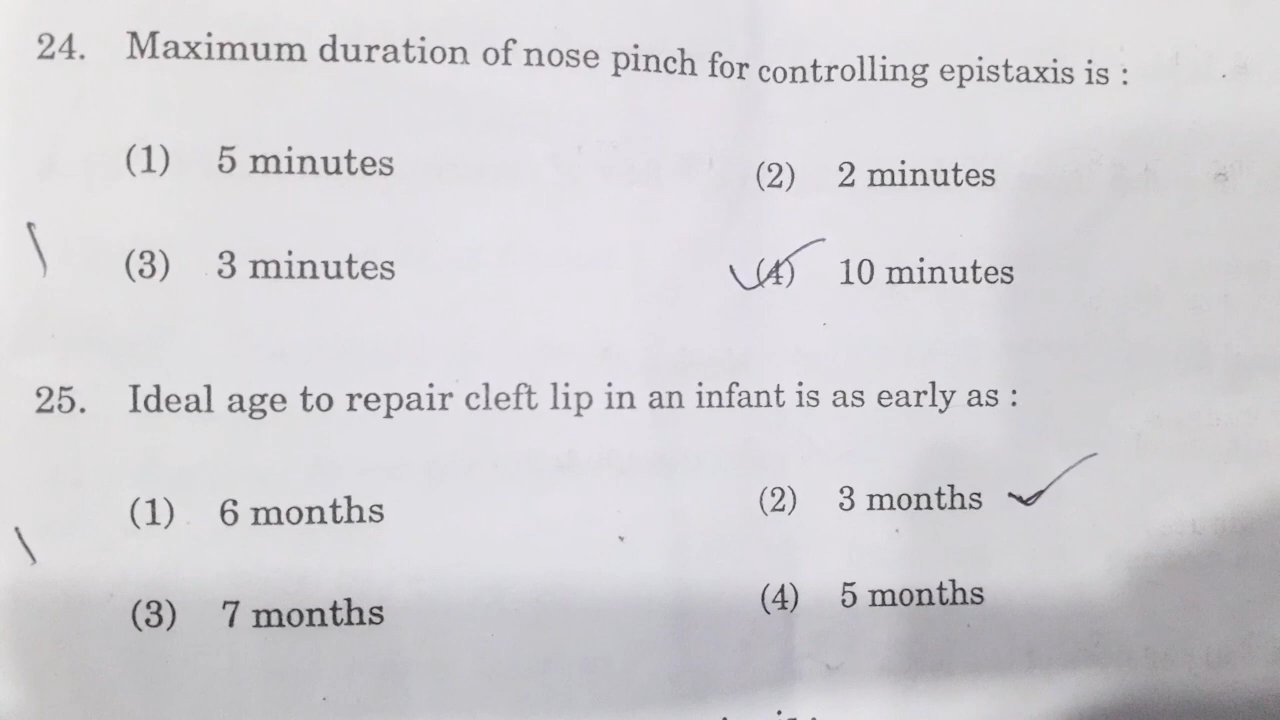 24. Maximum duration of nose pinch for controlling epistaxis is :
(1) 5 minutes (2) 2 minutes
(3) 3 minutes (4) 10 minutes
25. Ideal age to repair cleft lip in an infant is as early as :
(1) 6 months (2) 3 months
(3) 7 months (4) 5 months